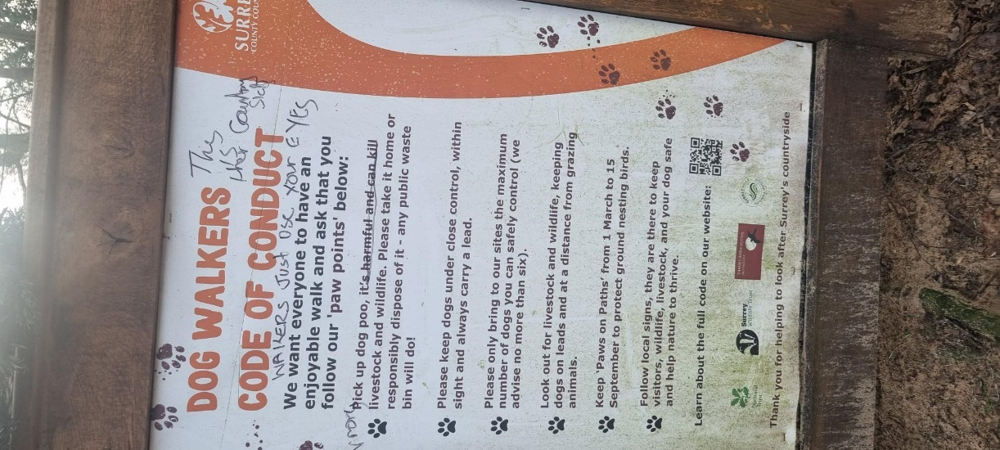 SURRE
COUNTY COUN
DOG WALKERS
CODE OF CONDUCT
This
country
side
WALKERS JUST USE YOUR EYES
We want everyone to have an
enjoyable walk and ask that you
follow our 'paw points' below:
Pick up dog poo, it's harmful and can kill
livestock and wildlife. Please take it home or
responsibly dispose of it - any public waste
bin will do!
Please keep dogs under close control, within
sight and always carry a lead.
Please only bring to our sites the maximum
number of dogs you can safely control (we
advise no more than six).
Look out for livestock and wildlife, keeping
dogs on leads and at a distance from grazing
animals.
Keep 'Paws on Paths' from 1 March to 15
September to protect ground nesting birds.
Follow local signs, they are there to keep
visitors, wildlife, livestock, and your dog safe
and help nature to thrive.
Learn about the full code on our website:
National
Trust
Surrey
Wildlife Trust
Thank you for helping to look after Surrey's countryside